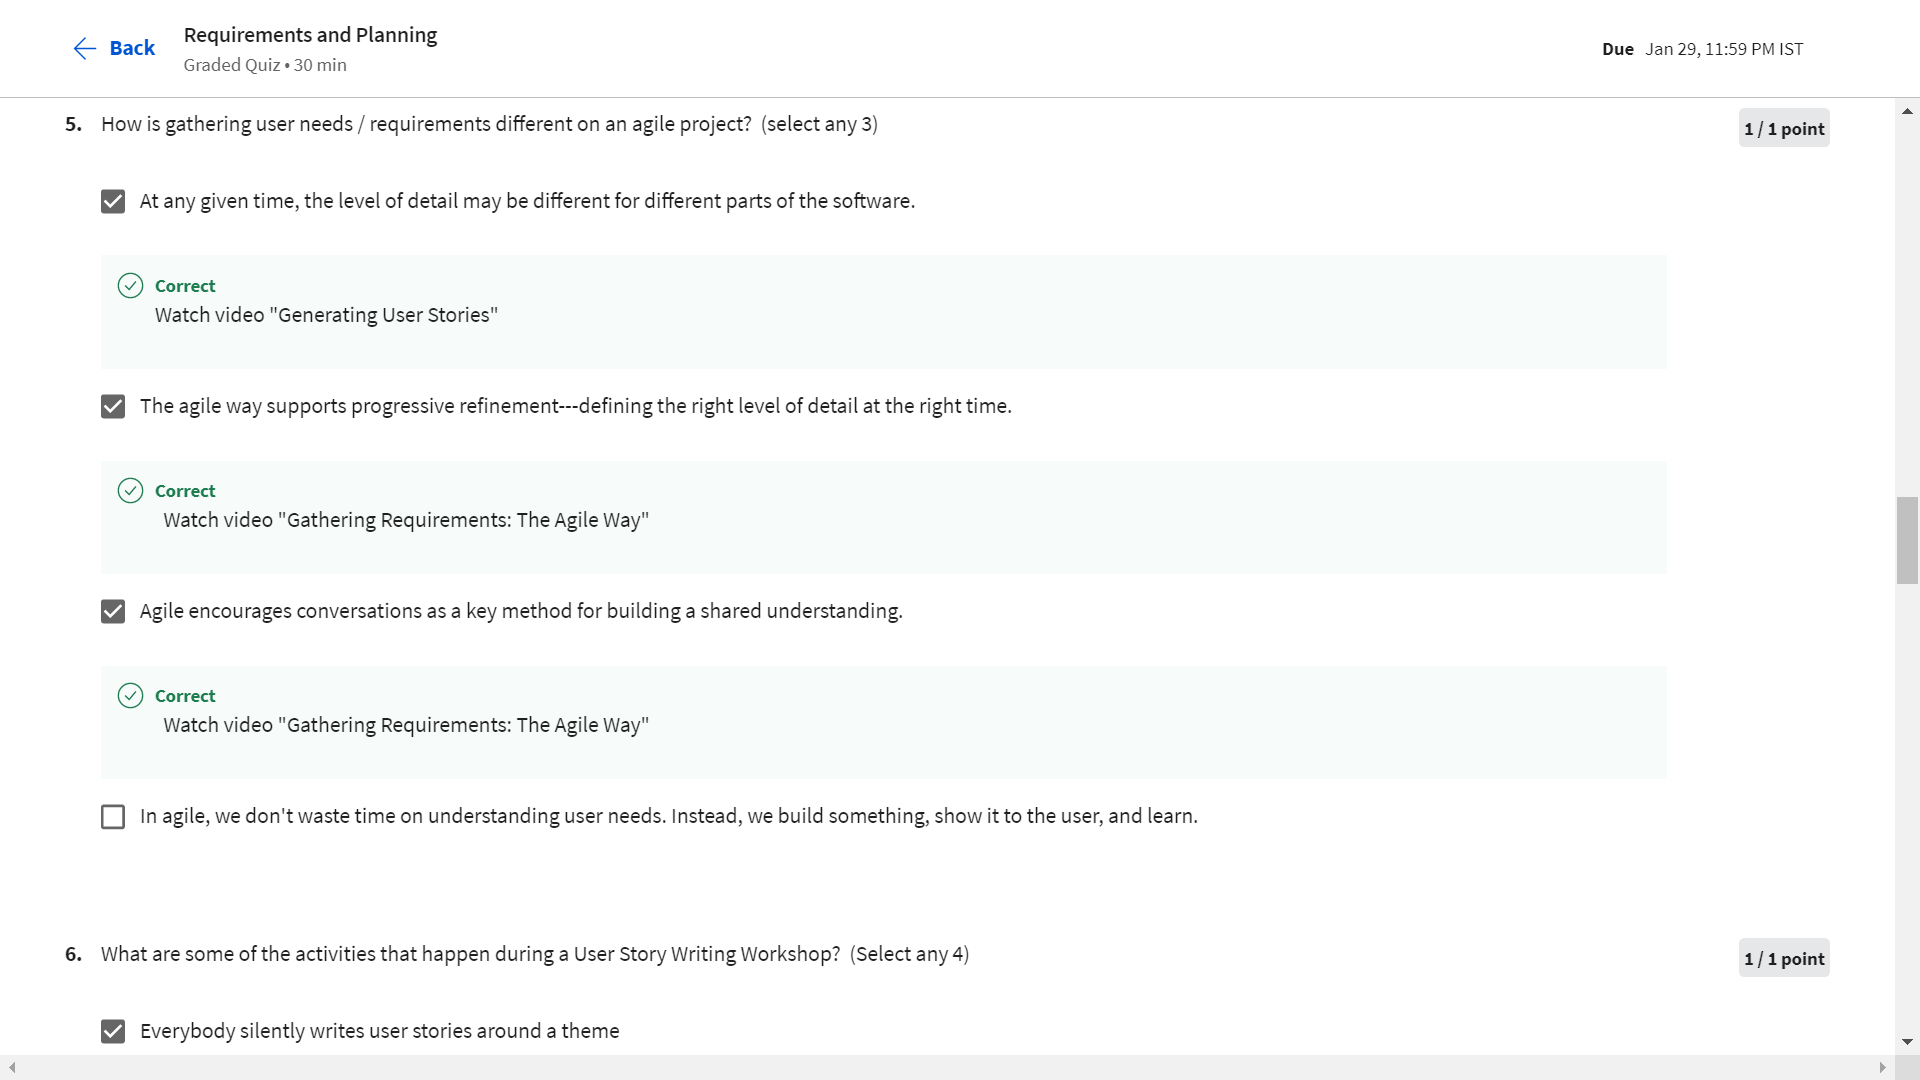 Back
Requirements and Planning
Graded Quiz • 30 min
Due Jan 29, 11:59 PM IST
5. How is gathering user needs / requirements different on an agile project? (select any 3)
1 / 1 point
At any given time, the level of detail may be different for different parts of the software.
Correct
Watch video "Generating User Stories"
The agile way supports progressive refinement---defining the right level of detail at the right time.
Correct
Watch video "Gathering Requirements: The Agile Way"
Agile encourages conversations as a key method for building a shared understanding.
Correct
Watch video "Gathering Requirements: The Agile Way"
In agile, we don't waste time on understanding user needs. Instead, we build something, show it to the user, and learn.
6. What are some of the activities that happen during a User Story Writing Workshop? (Select any 4)
1 / 1 point
Everybody silently writes user stories around a theme